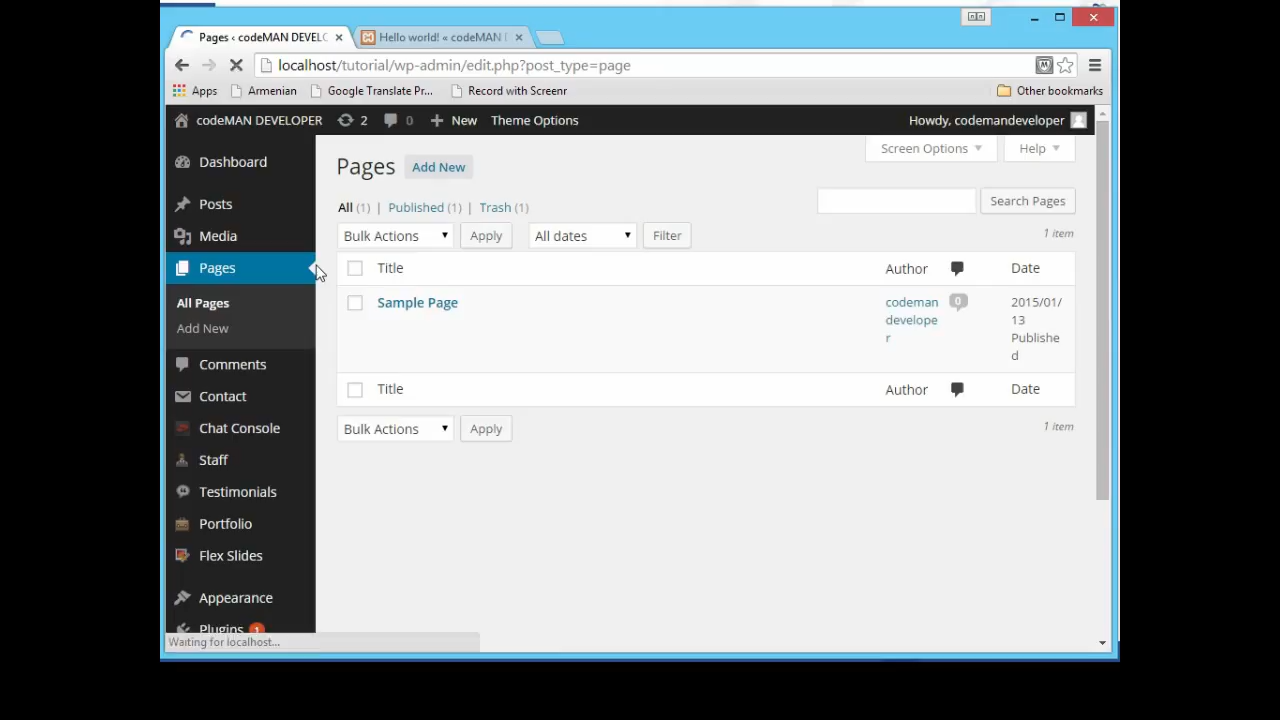 Pages ‹ codeMAN DEVELC
Hello world! « codeMAN D
localhost/tutorial/wp-admin/edit.php?post_type=page
Apps Armenian Google Translate Pr... Record with Screenr Other bookmarks
codeMAN DEVELOPER 2 0 New Theme Options Howdy, codemandeveloper
Screen Options Help
Dashboard
Posts
Media
Pages
All Pages
Add New
Comments
Contact
Chat Console
Staff
Testimonials
Portfolio
Flex Slides
Appearance
Plugins 1
Waiting for localhost...
Pages Add New
All (1) | Published (1) | Trash (1)
Search Pages
Bulk Actions Apply All dates Filter
1 item
Title Author Date
Sample Page codeman 0 2015/01/
develope 13
r Publishe
d
Title Author Date
Bulk Actions Apply
1 item